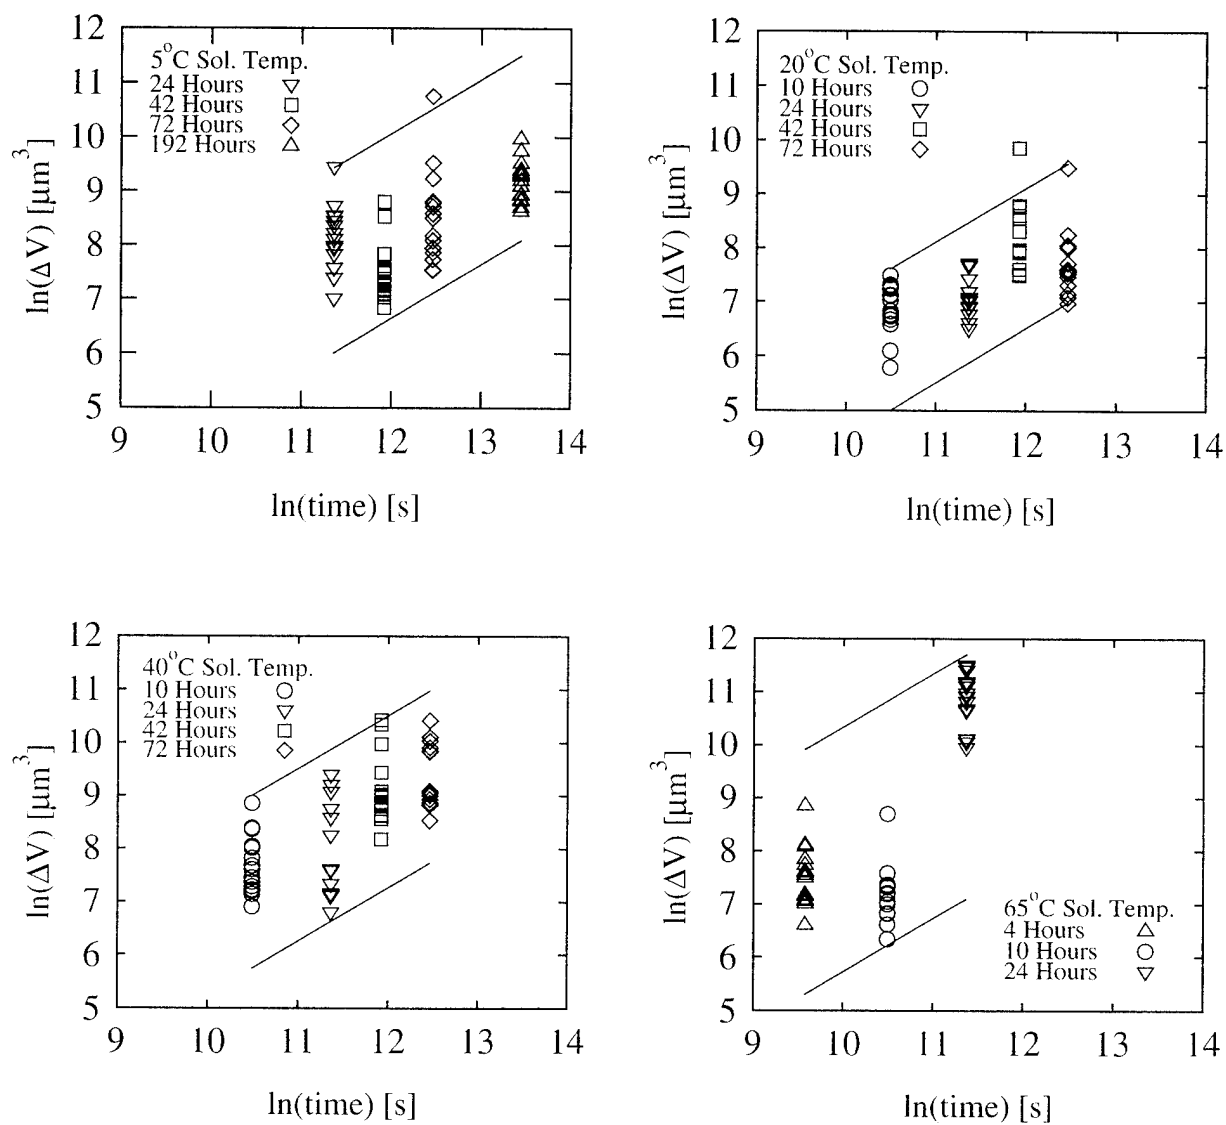 12
11
10
9
8
7
6
5
ln(ΔV) [μm³]
5°C Sol. Temp.
24 Hours
42 Hours
72 Hours
192 Hours
9 10 11 12 13 14
ln(time) [s]
12
11
10
9
8
7
6
5
ln(ΔV) [μm³]
20°C Sol. Temp.
10 Hours
24 Hours
42 Hours
72 Hours
9 10 11 12 13 14
ln(time) [s]
12
11
10
9
8
7
6
5
ln(ΔV) [μm³]
40°C Sol. Temp.
10 Hours
24 Hours
42 Hours
72 Hours
9 10 11 12 13 14
ln(time) [s]
12
11
10
9
8
7
6
5
ln(ΔV) [μm³]
65°C Sol. Temp.
4 Hours
10 Hours
24 Hours
9 10 11 12 13 14
ln(time) [s]